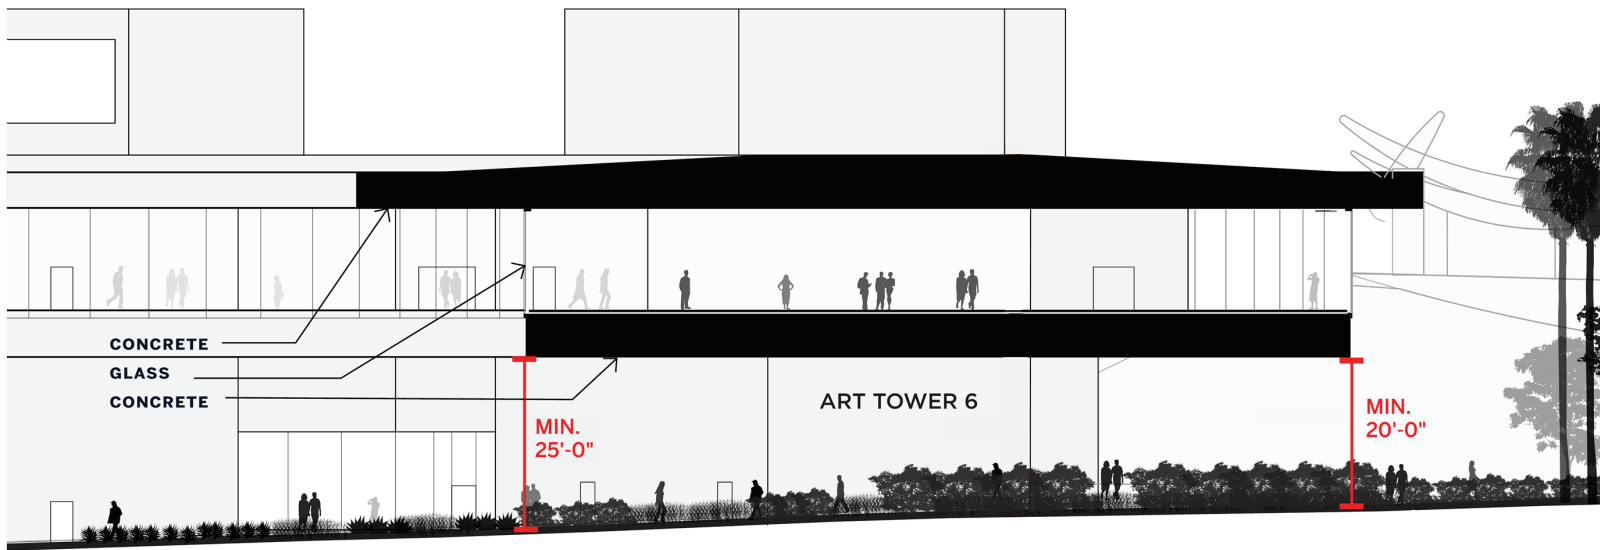 CONCRETE
GLASS
CONCRETE
ART TOWER 6
MIN.
25'-0"
MIN.
20'-0"